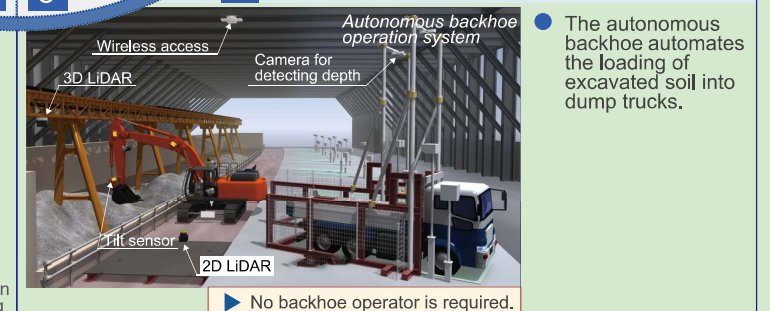 Autonomous backhoe
operation system
Wireless access
Camera for
detecting depth
3D LiDAR
Tilt sensor
2D LiDAR
▶ No backhoe operator is required.
● The autonomous
backhoe automates
the loading of
excavated soil into
dump trucks.